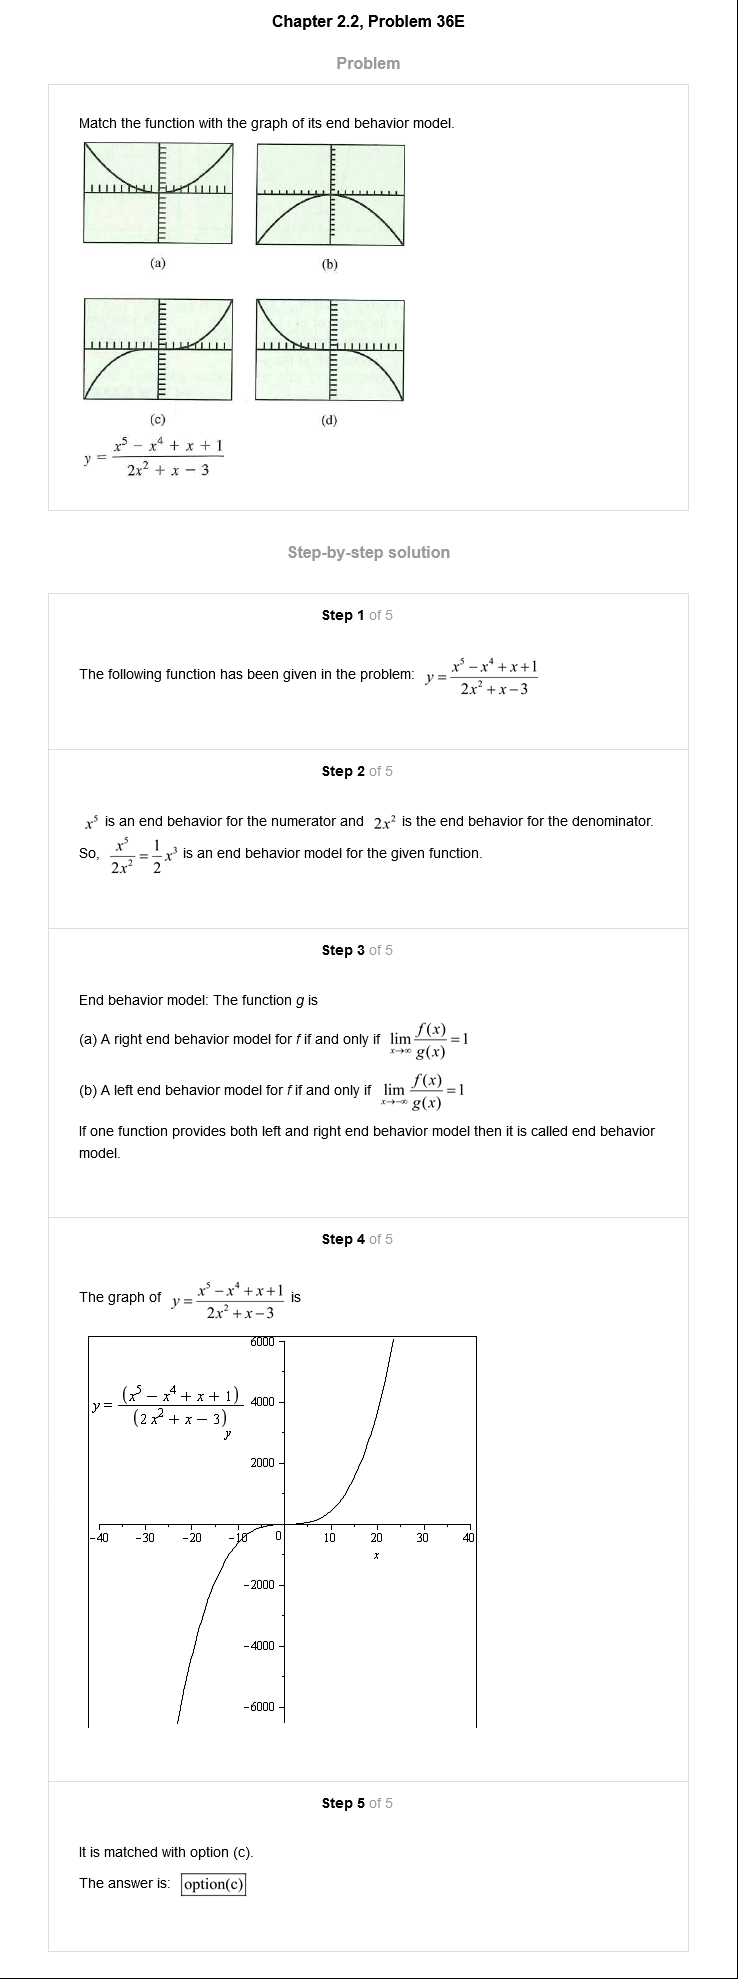 Chapter 2.2, Problem 36E
Problem
Match the function with the graph of its end behavior model.
(a)
(b)
(c)
(d)
y = \frac{x^5 - x^4 + x + 1}{2x^2 + x - 3}
Step-by-step solution
Step 1 of 5
The following function has been given in the problem: y = \frac{x^5 - x^4 + x + 1}{2x^2 + x - 3}
Step 2 of 5
x^5 is an end behavior for the numerator and 2x^2 is the end behavior for the denominator.
So, \frac{x^5}{2x^2} = \frac{1}{2}x^3 is an end behavior model for the given function.
Step 3 of 5
End behavior model: The function g is
(a) A right end behavior model for f if and only if \lim_{x→∞} \frac{f(x)}{g(x)} = 1
(b) A left end behavior model for f if and only if \lim_{x→-∞} \frac{f(x)}{g(x)} = 1
If one function provides both left and right end behavior model then it is called end behavior
model.
Step 4 of 5
The graph of y = \frac{x^5 - x^4 + x + 1}{2x^2 + x - 3} is
6000
y = \frac{(x^5 - x^4 + x + 1)}{(2 x^2 + x - 3)}
4000
y
2000
-40 -30 -20 -10 0 10 20 30 40
x
-2000
-4000
-6000
Step 5 of 5
It is matched with option (c).
The answer is: option(c)